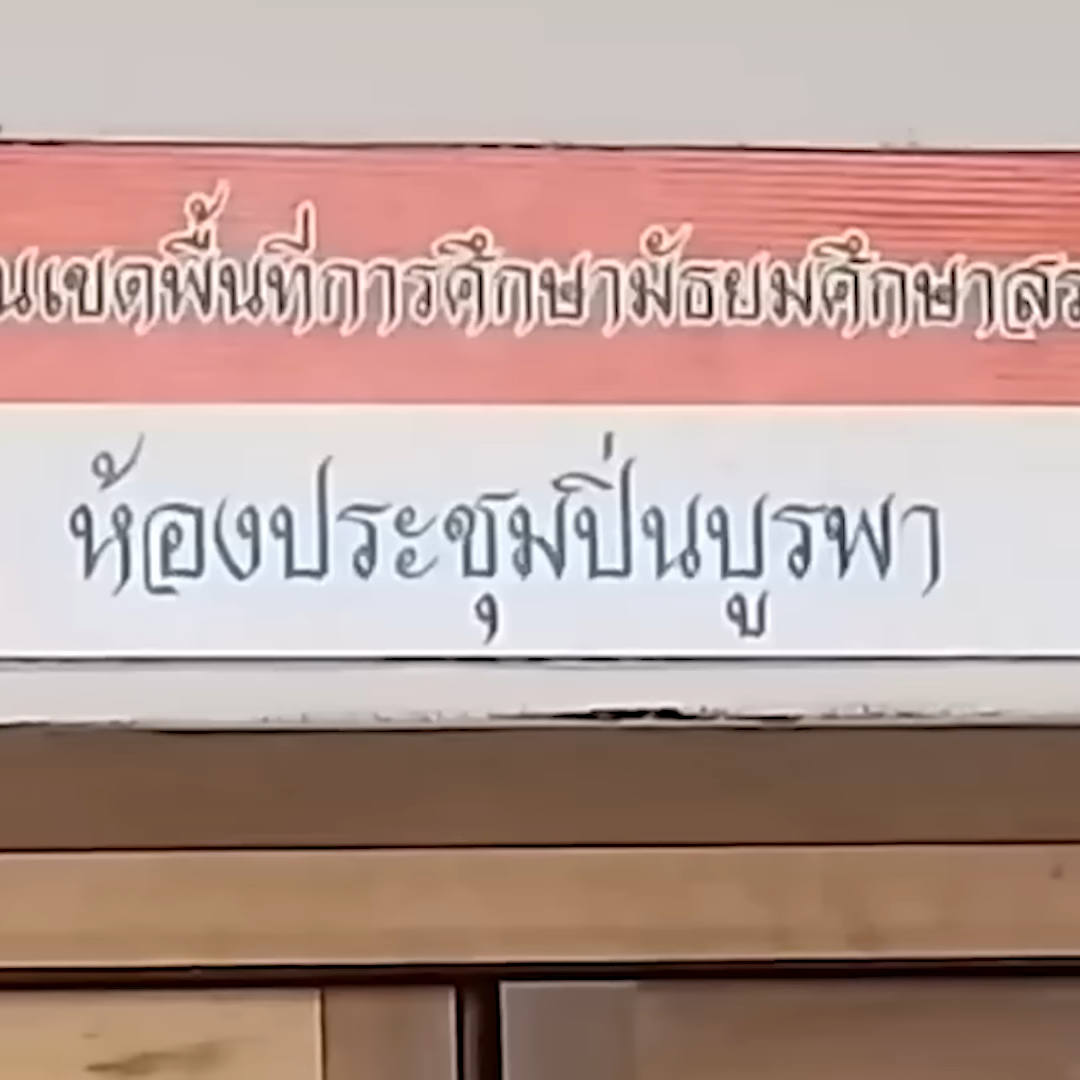 นเขตพื้นที่การศึกษามัธยมศึกษาสร
ห้องประชุมปิ่นบูรพา